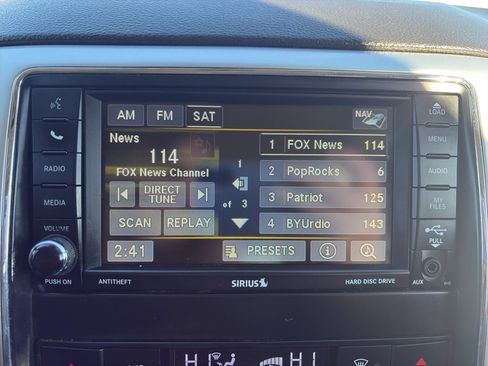 AM FM SAT NAV
LOAD
News
114
FOX News Channel
1 FOX News 114
MENU
RADIO
DIRECT TUNE
1
of 3
2 PopRocks 6
AUDIO
MEDIA
3 Patriot 125
MY FILES
VOLUME
SCAN REPLAY
4 BYUrdio 143
PULL
2:41 PRESETS
PUSH ON
ANTITHEFT
SIRIUS
HARD DISC DRIVE
AUX
HI HI